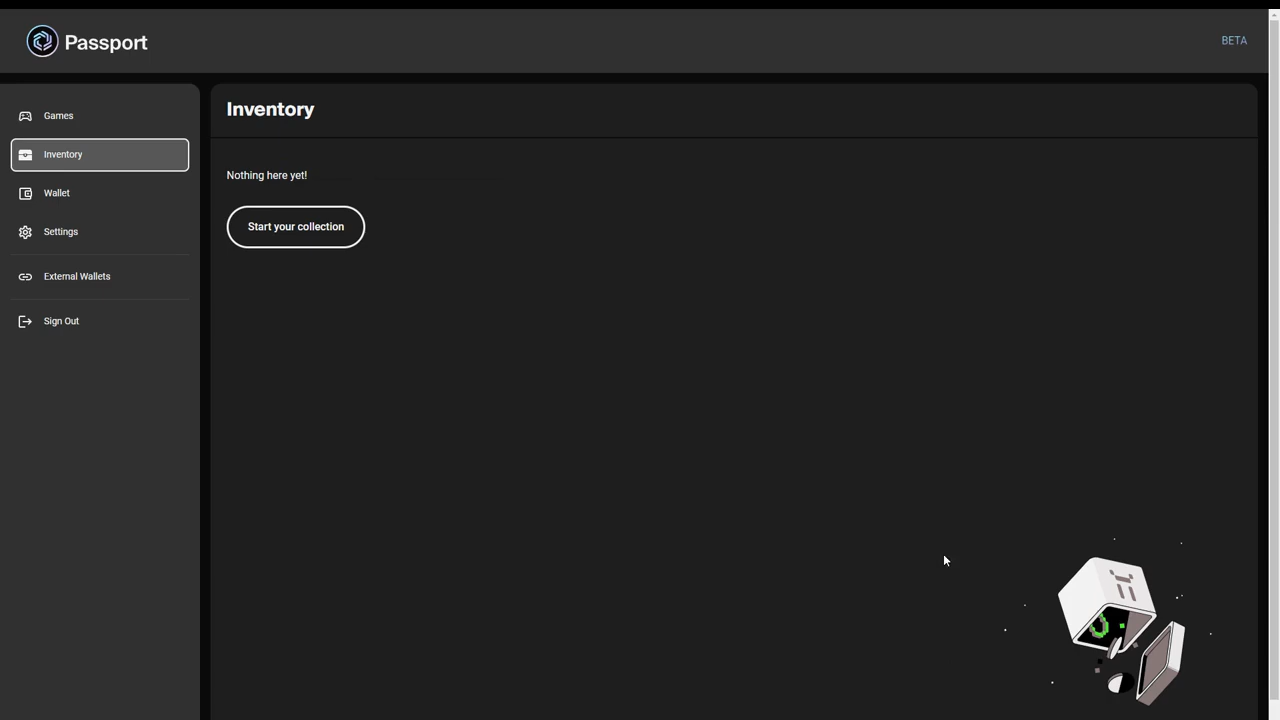 Passport
BETA
Games
Inventory
Wallet
Settings
External Wallets
Sign Out
Inventory
Nothing here yet!
Start your collection